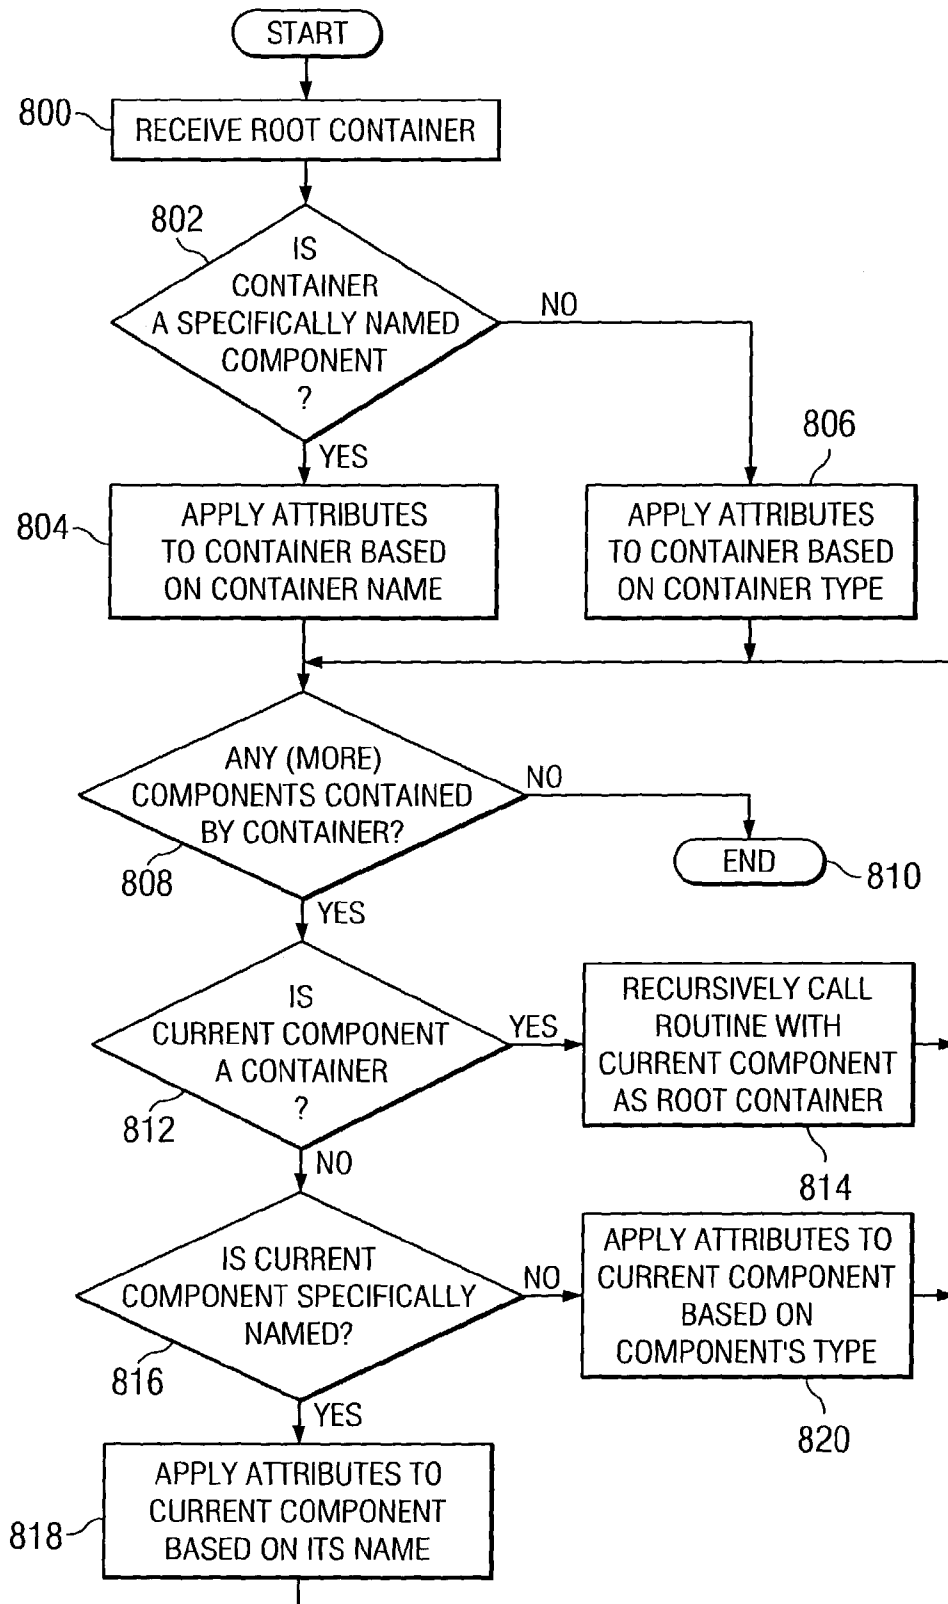 START
800
RECEIVE ROOT CONTAINER
802
IS
CONTAINER
A SPECIFICALLY NAMED
COMPONENT
?
NO
YES
806
804
APPLY ATTRIBUTES
TO CONTAINER BASED
ON CONTAINER NAME
APPLY ATTRIBUTES
TO CONTAINER BASED
ON CONTAINER TYPE
ANY (MORE)
COMPONENTS CONTAINED
BY CONTAINER?
NO
808
END
810
YES
IS
CURRENT COMPONENT
A CONTAINER
?
YES
812
RECURSIVELY CALL
ROUTINE WITH
CURRENT COMPONENT
AS ROOT CONTAINER
814
NO
IS CURRENT
COMPONENT SPECIFICALLY
NAMED?
NO
816
APPLY ATTRIBUTES TO
CURRENT COMPONENT
BASED ON
COMPONENT'S TYPE
820
YES
818
APPLY ATTRIBUTES TO
CURRENT COMPONENT
BASED ON ITS NAME